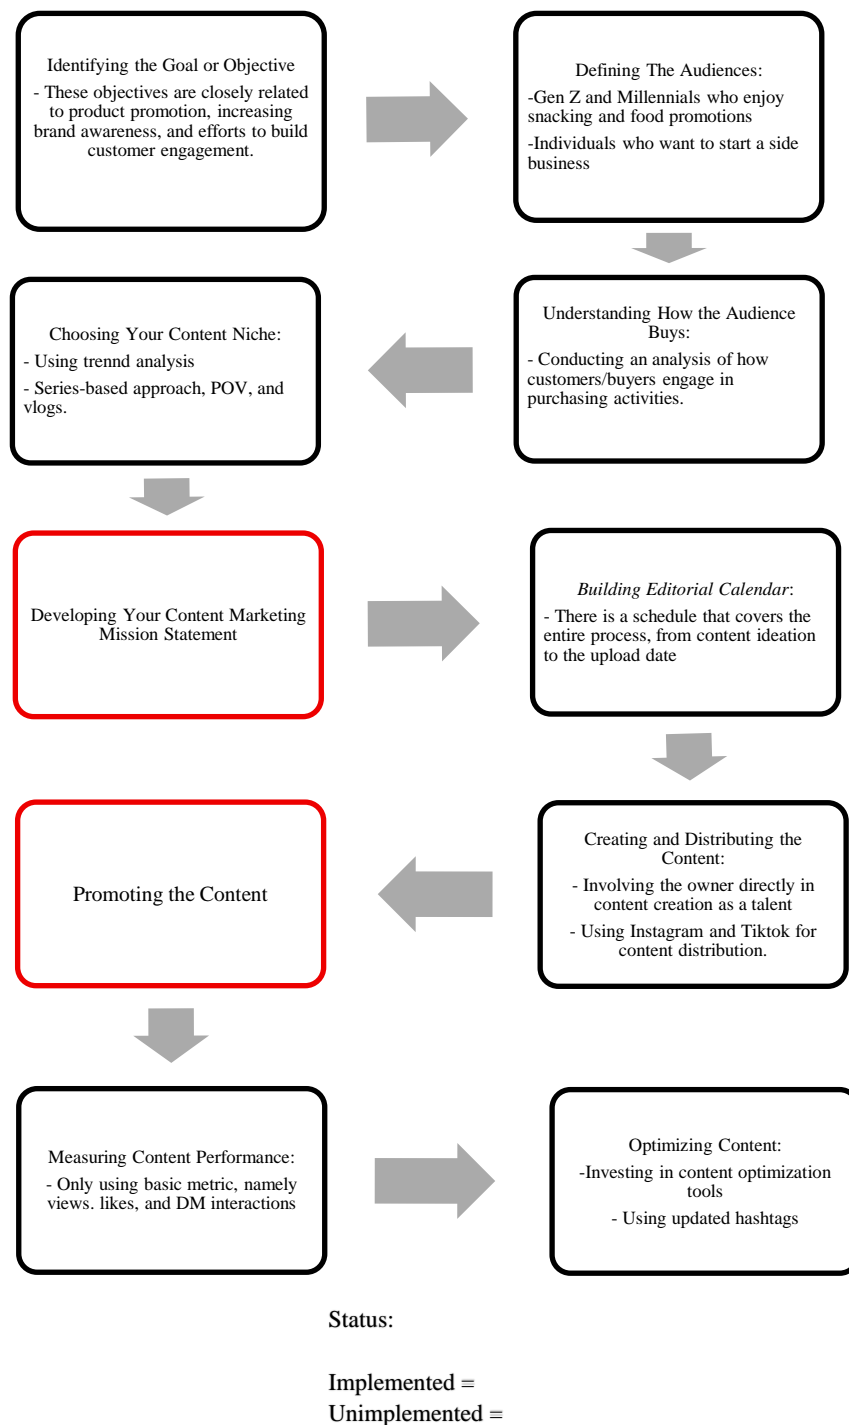 Identifying the Goal or Objective
- These objectives are closely related
to product promotion, increasing
brand awareness, and efforts to build
customer engagement.
Defining The Audiences:
-Gen Z and Millennials who enjoy
snacking and food promotions
-Individuals who want to start a side
business
Understanding How the Audience
Buys:
- Conducting an analysis of how
customers/buyers engage in
purchasing activities.
Choosing Your Content Niche:
- Using trennd analysis
- Series-based approach, POV, and
vlogs.
Developing Your Content Marketing
Mission Statement
Building Editorial Calendar:
- There is a schedule that covers the
entire process, from content ideation
to the upload date
Creating and Distributing the
Content:
- Involving the owner directly in
content creation as a talent
- Using Instagram and Tiktok for
content distribution.
Promoting the Content
Measuring Content Performance:
- Only using basic metric, namely
views. likes, and DM interactions
Optimizing Content:
-Investing in content optimization
tools
- Using updated hashtags
Status:
Implemented =
Unimplemented =